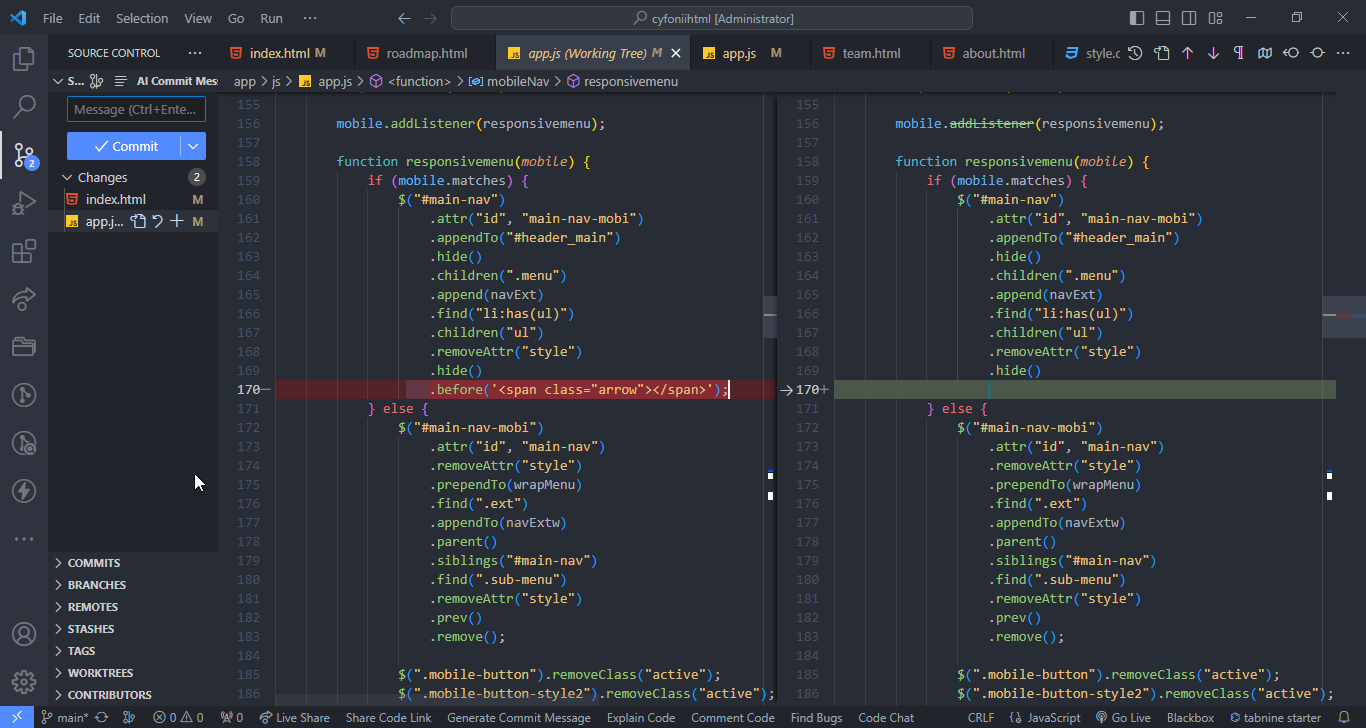 File Edit Selection View Go Run ··· cyfoniihtml [Administrator]
SOURCE CONTROL ··· index.html M roadmap.html app.js (Working Tree) M app.js M team.html about.html style.c
S... AI Commit Mes app > js > app.js > <function> > mobileNav > responsivemenu
Message (Ctrl+Ente...
Commit
Changes 2
index.html M
app.j... M
COMMITS
BRANCHES
REMOTES
STASHES
TAGS
WORKTREES
CONTRIBUTORS
2
155
156 mobile.addListener(responsivemenu);
157
158 function responsivemenu(mobile) {
159 if (mobile.matches) {
160 $("#main-nav")
161 .attr("id", "main-nav-mobi")
162 .appendTo("#header_main")
163 .hide()
164 .children(".menu")
165 .append(navExt)
166 .find("li:has(ul)")
167 .children("ul")
168 .removeAttr("style")
169 .hide()
170— .before('<span class="arrow"></span>');
171 } else {
172 $("#main-nav-mobi")
173 .attr("id", "main-nav")
174 .removeAttr("style")
175 .prependTo(wrapMenu)
176 .find(".ext")
177 .appendTo(navExtw)
178 .parent()
179 .siblings("#main-nav")
180 .find(".sub-menu")
181 .removeAttr("style")
182 .prev()
183 .remove();
184
185 $(".mobile-button").removeClass("active");
186 $(".mobile-button-style2").removeClass("active");
155
156 mobile.addListener(responsivemenu);
157
158 function responsivemenu(mobile) {
159 if (mobile.matches) {
160 $("#main-nav")
161 .attr("id", "main-nav-mobi")
162 .appendTo("#header_main")
163 .hide()
164 .children(".menu")
165 .append(navExt)
166 .find("li:has(ul)")
167 .children("ul")
168 .removeAttr("style")
169 .hide()
170+
171 } else {
172 $("#main-nav-mobi")
173 .attr("id", "main-nav")
174 .removeAttr("style")
175 .prependTo(wrapMenu)
176 .find(".ext")
177 .appendTo(navExtw)
178 .parent()
179 .siblings("#main-nav")
180 .find(".sub-menu")
181 .removeAttr("style")
182 .prev()
183 .remove();
184
185 $(".mobile-button").removeClass("active");
186 $(".mobile-button-style2").removeClass("active");
main* 0 0 0 Live Share Share Code Link Generate Commit Message Explain Code Comment Code Find Bugs Code Chat CRLF {} JavaScript Go Live Blackbox tabnine starter